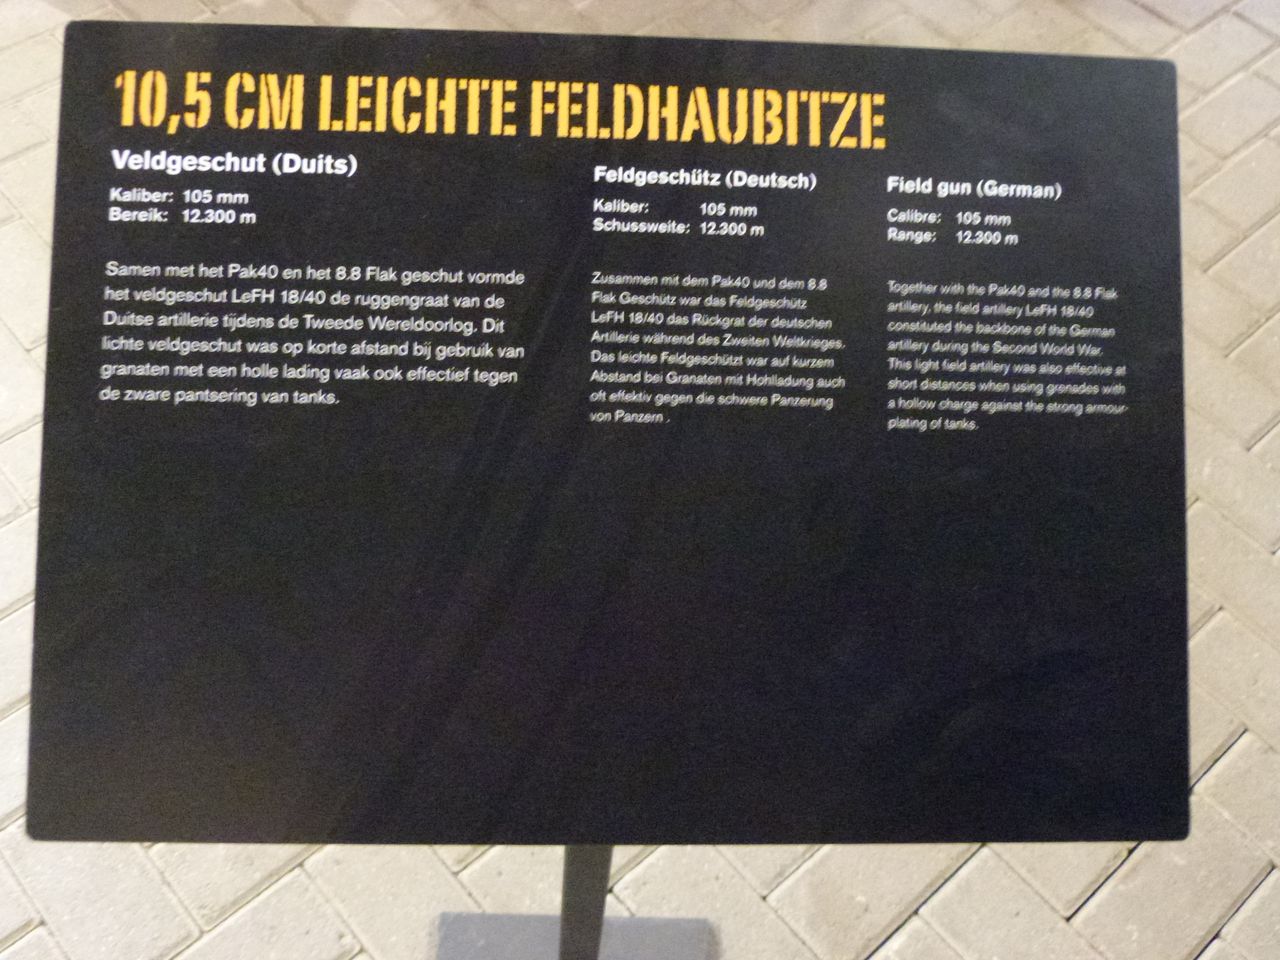 10,5 CM LEICHTE FELDHAUBITZE
Veldgeschut (Duits)
Kaliber: 105 mm
Bereik: 12.300 m
Samen met het Pak40 en het 8.8 Flak geschut vormde
het veldgeschut LeFH 18/40 de ruggengraat van de
Duitse artillerie tijdens de Tweede Wereldoorlog. Dit
lichte veldgeschut was op korte afstand bij gebruik van
granaten met een holle lading vaak ook effectief tegen
de zware pantsering van tanks.
Feldgeschütz (Deutsch)
Kaliber: 105 mm
Schussweite: 12.300 m
Zusammen mit dem Pak40 und dem 8.8
Flak Geschütz war das Feldgeschütz
LeFH 18/40 das Rückgrat der deutschen
Artillerie während des Zweiten Weltkrieges.
Das leichte Feldgeschützt war auf kurzem
Abstand bei Granaten mit Hohlladung auch
oft effektiv gegen die schwere Panzerung
von Panzern .
Field gun (German)
Calibre: 105 mm
Range: 12.300 m
Together with the Pak40 and the 8.8 Flak
artillery, the field artillery LeFH 18/40
constituted the backbone of the German
artillery during the Second World War.
This light field artillery was also effective at
short distances when using grenades with
a hollow charge against the strong armour-
plating of tanks.